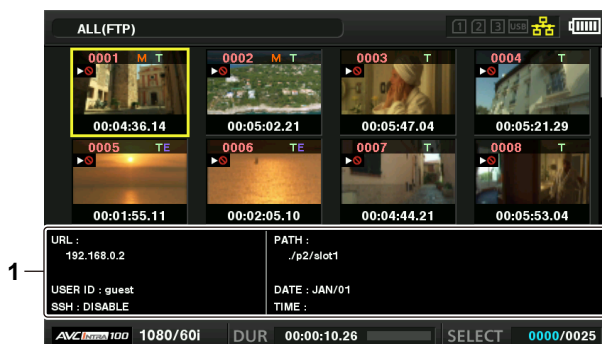 ALL(FTP)
1 2 3 USB
0001 M T
0002 M T
0003 T
0004 T
00:04:36.14
00:05:02.21
00:05:47.04
00:05:21.29
0005 TE
0006 TE
0007 T
0008 T
00:01:55.11
00:02:05.10
00:04:44.21
00:05:53.04
1
URL :
192.168.0.2
USER ID : guest
SSH : DISABLE
PATH :
./p2/slot1
DATE : JAN/01
TIME :
AVC INTRA 100 1080/60i DUR 00:00:10.26 SELECT 0000/0025